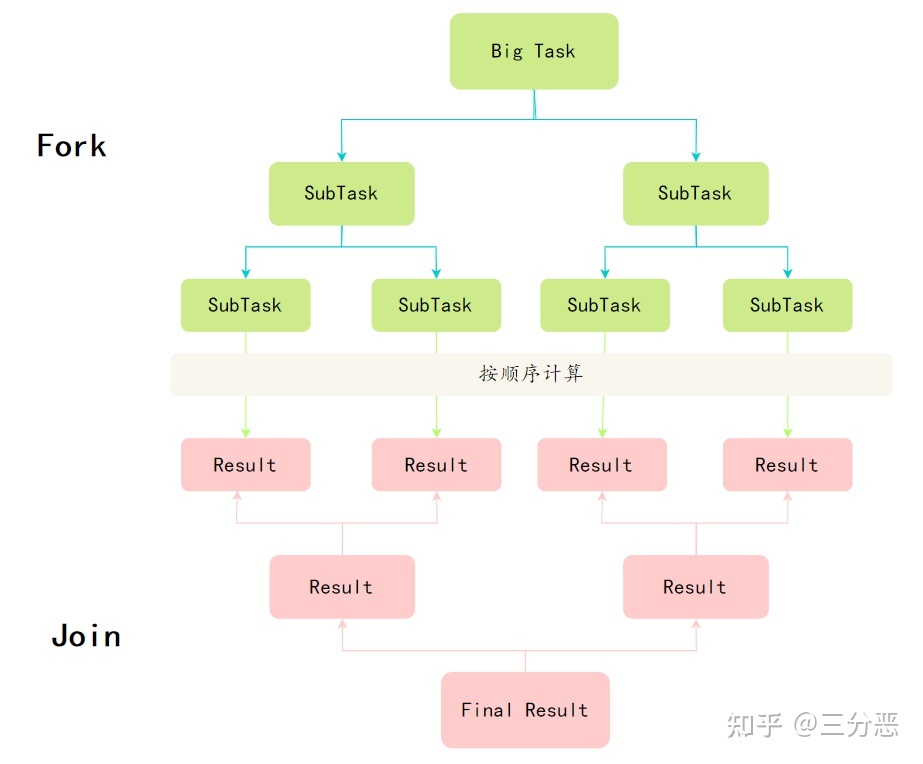 Big Task
Fork
SubTask
SubTask
SubTask
SubTask
SubTask
SubTask
按顺序计算
Result
Result
Result
Result
Result
Result
Join
Final Result
知乎 @三分恶